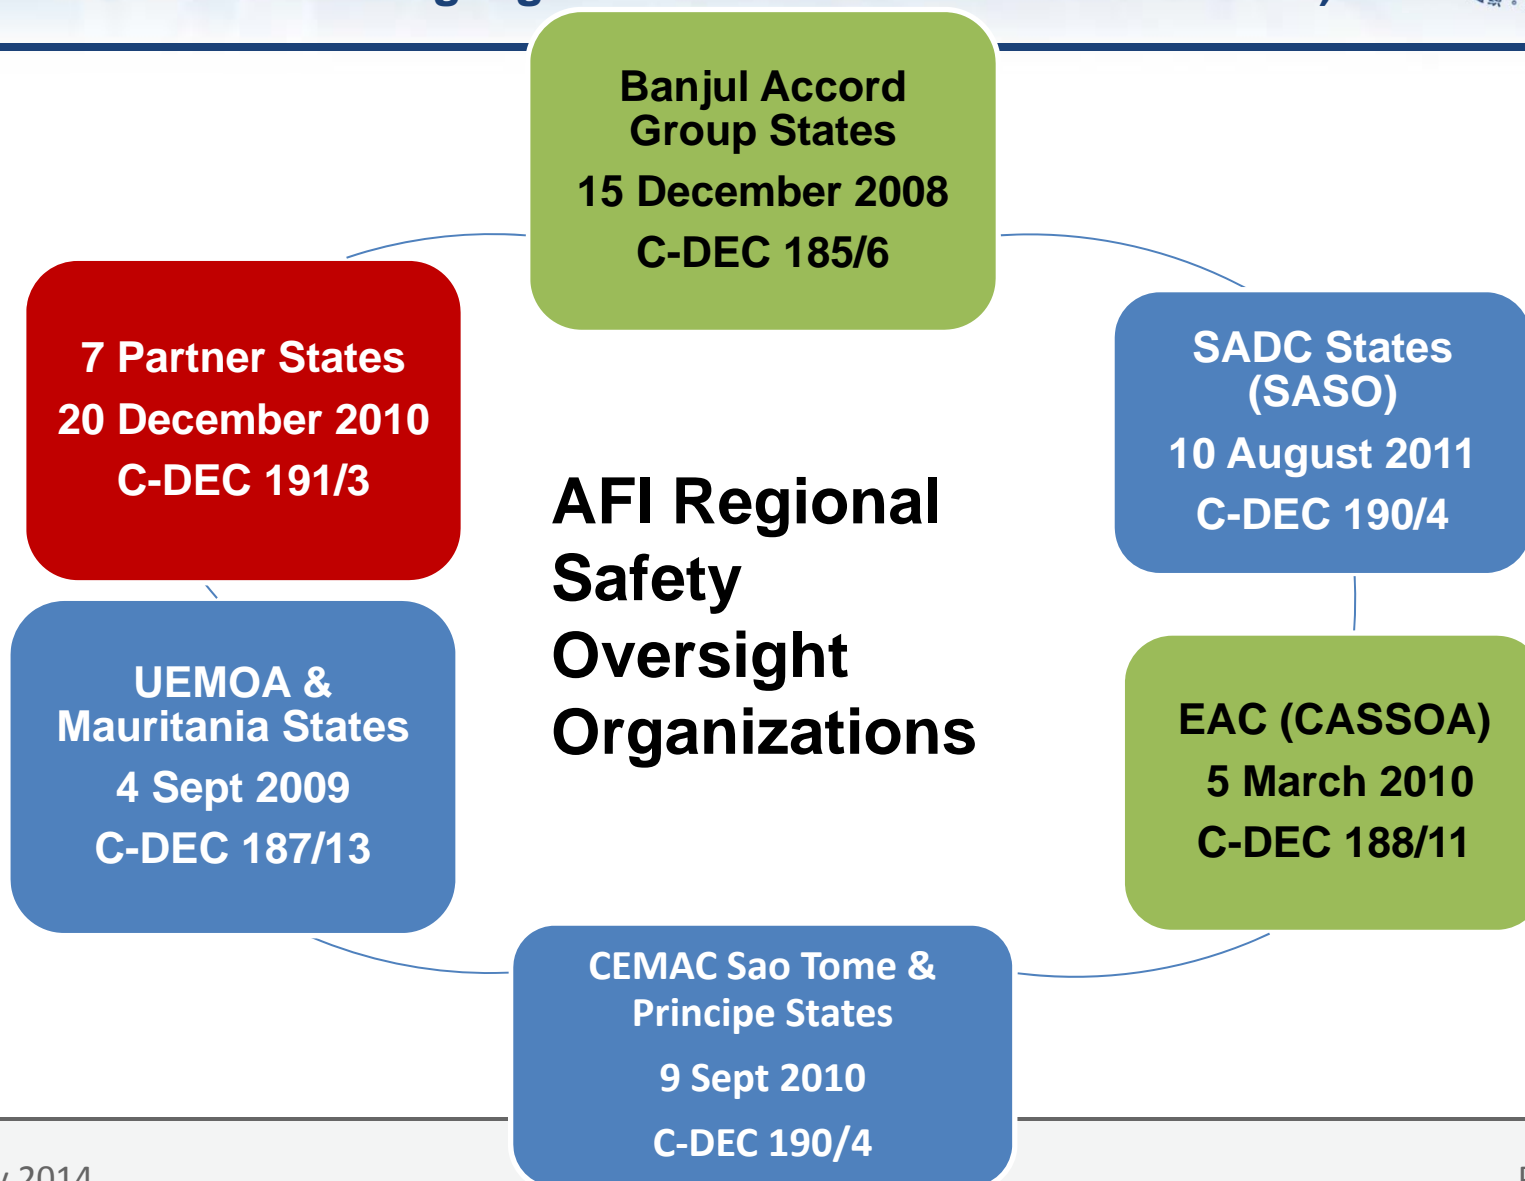 Banjul Accord
Group States
15 December 2008
C-DEC 185/6
7 Partner States
20 December 2010
C-DEC 191/3
SADC States
(SASO)
10 August 2011
C-DEC 190/4
AFI Regional
Safety
Oversight
Organizations
UEMOA &
Mauritania States
4 Sept 2009
C-DEC 187/13
EAC (CASSOA)
5 March 2010
C-DEC 188/11
CEMAC Sao Tome &
Principe States
9 Sept 2010
C-DEC 190/4
2014